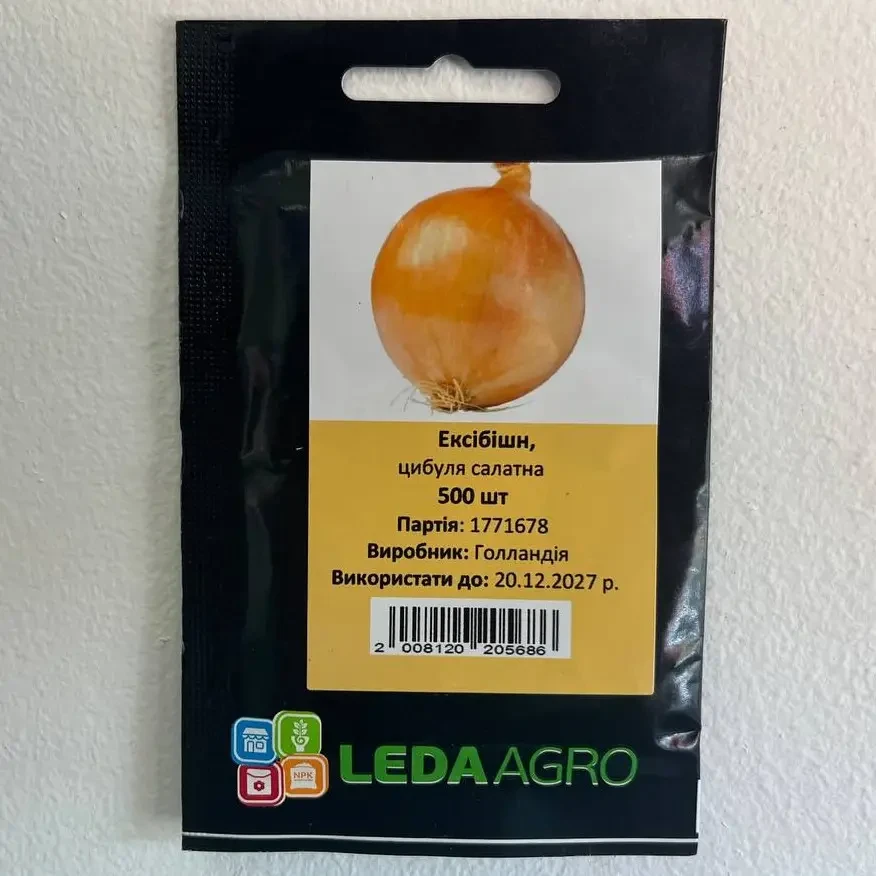 Ексібішн,
цибуля салатна
500 шт
Партія: 1771678
Виробник: Голландія
Використати до: 20.12.2027 р.
2 008120 205686
NPK
LEDA AGRO